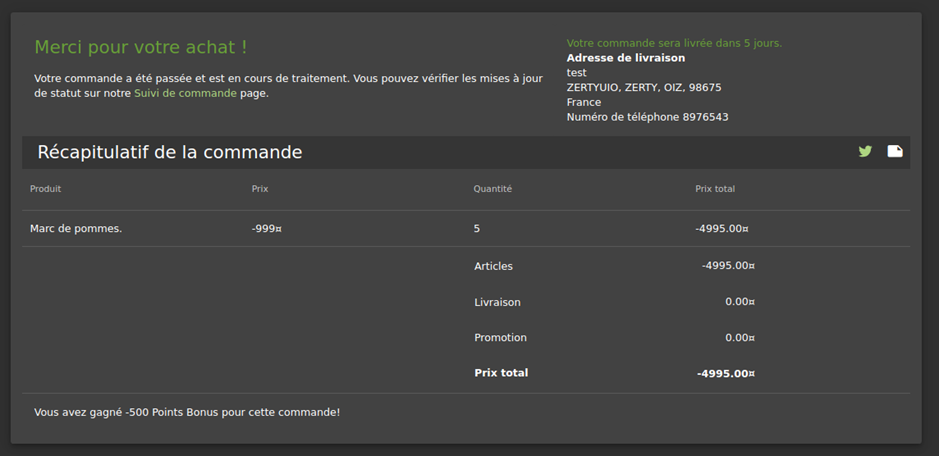 Merci pour votre achat !
Votre commande a été passée et est en cours de traitement. Vous pouvez vérifier les mises à jour
de statut sur notre Suivi de commande page.
Votre commande sera livrée dans 5 jours.
Adresse de livraison
test
ZERTYUIO, ZERTY, OIZ, 98675
France
Numéro de téléphone 8976543
Récapitulatif de la commande
Produit Prix Quantité Prix total
Marc de pommes. -999¤ 5 -4995.00¤
Articles -4995.00¤
Livraison 0.00¤
Promotion 0.00¤
Prix total -4995.00¤
Vous avez gagné -500 Points Bonus pour cette commande!